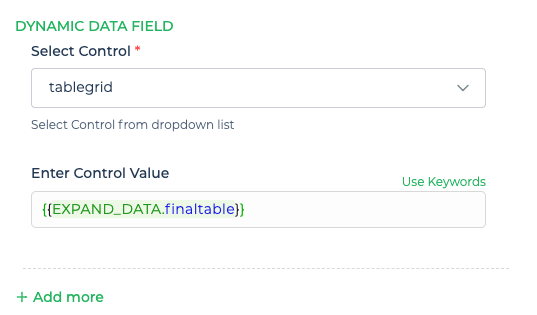 DYNAMIC DATA FIELD
Select Control *
tablegrid
Select Control from dropdown list
Enter Control Value
Use Keywords
{{EXPAND_DATA.finaltable}}
+ Add more